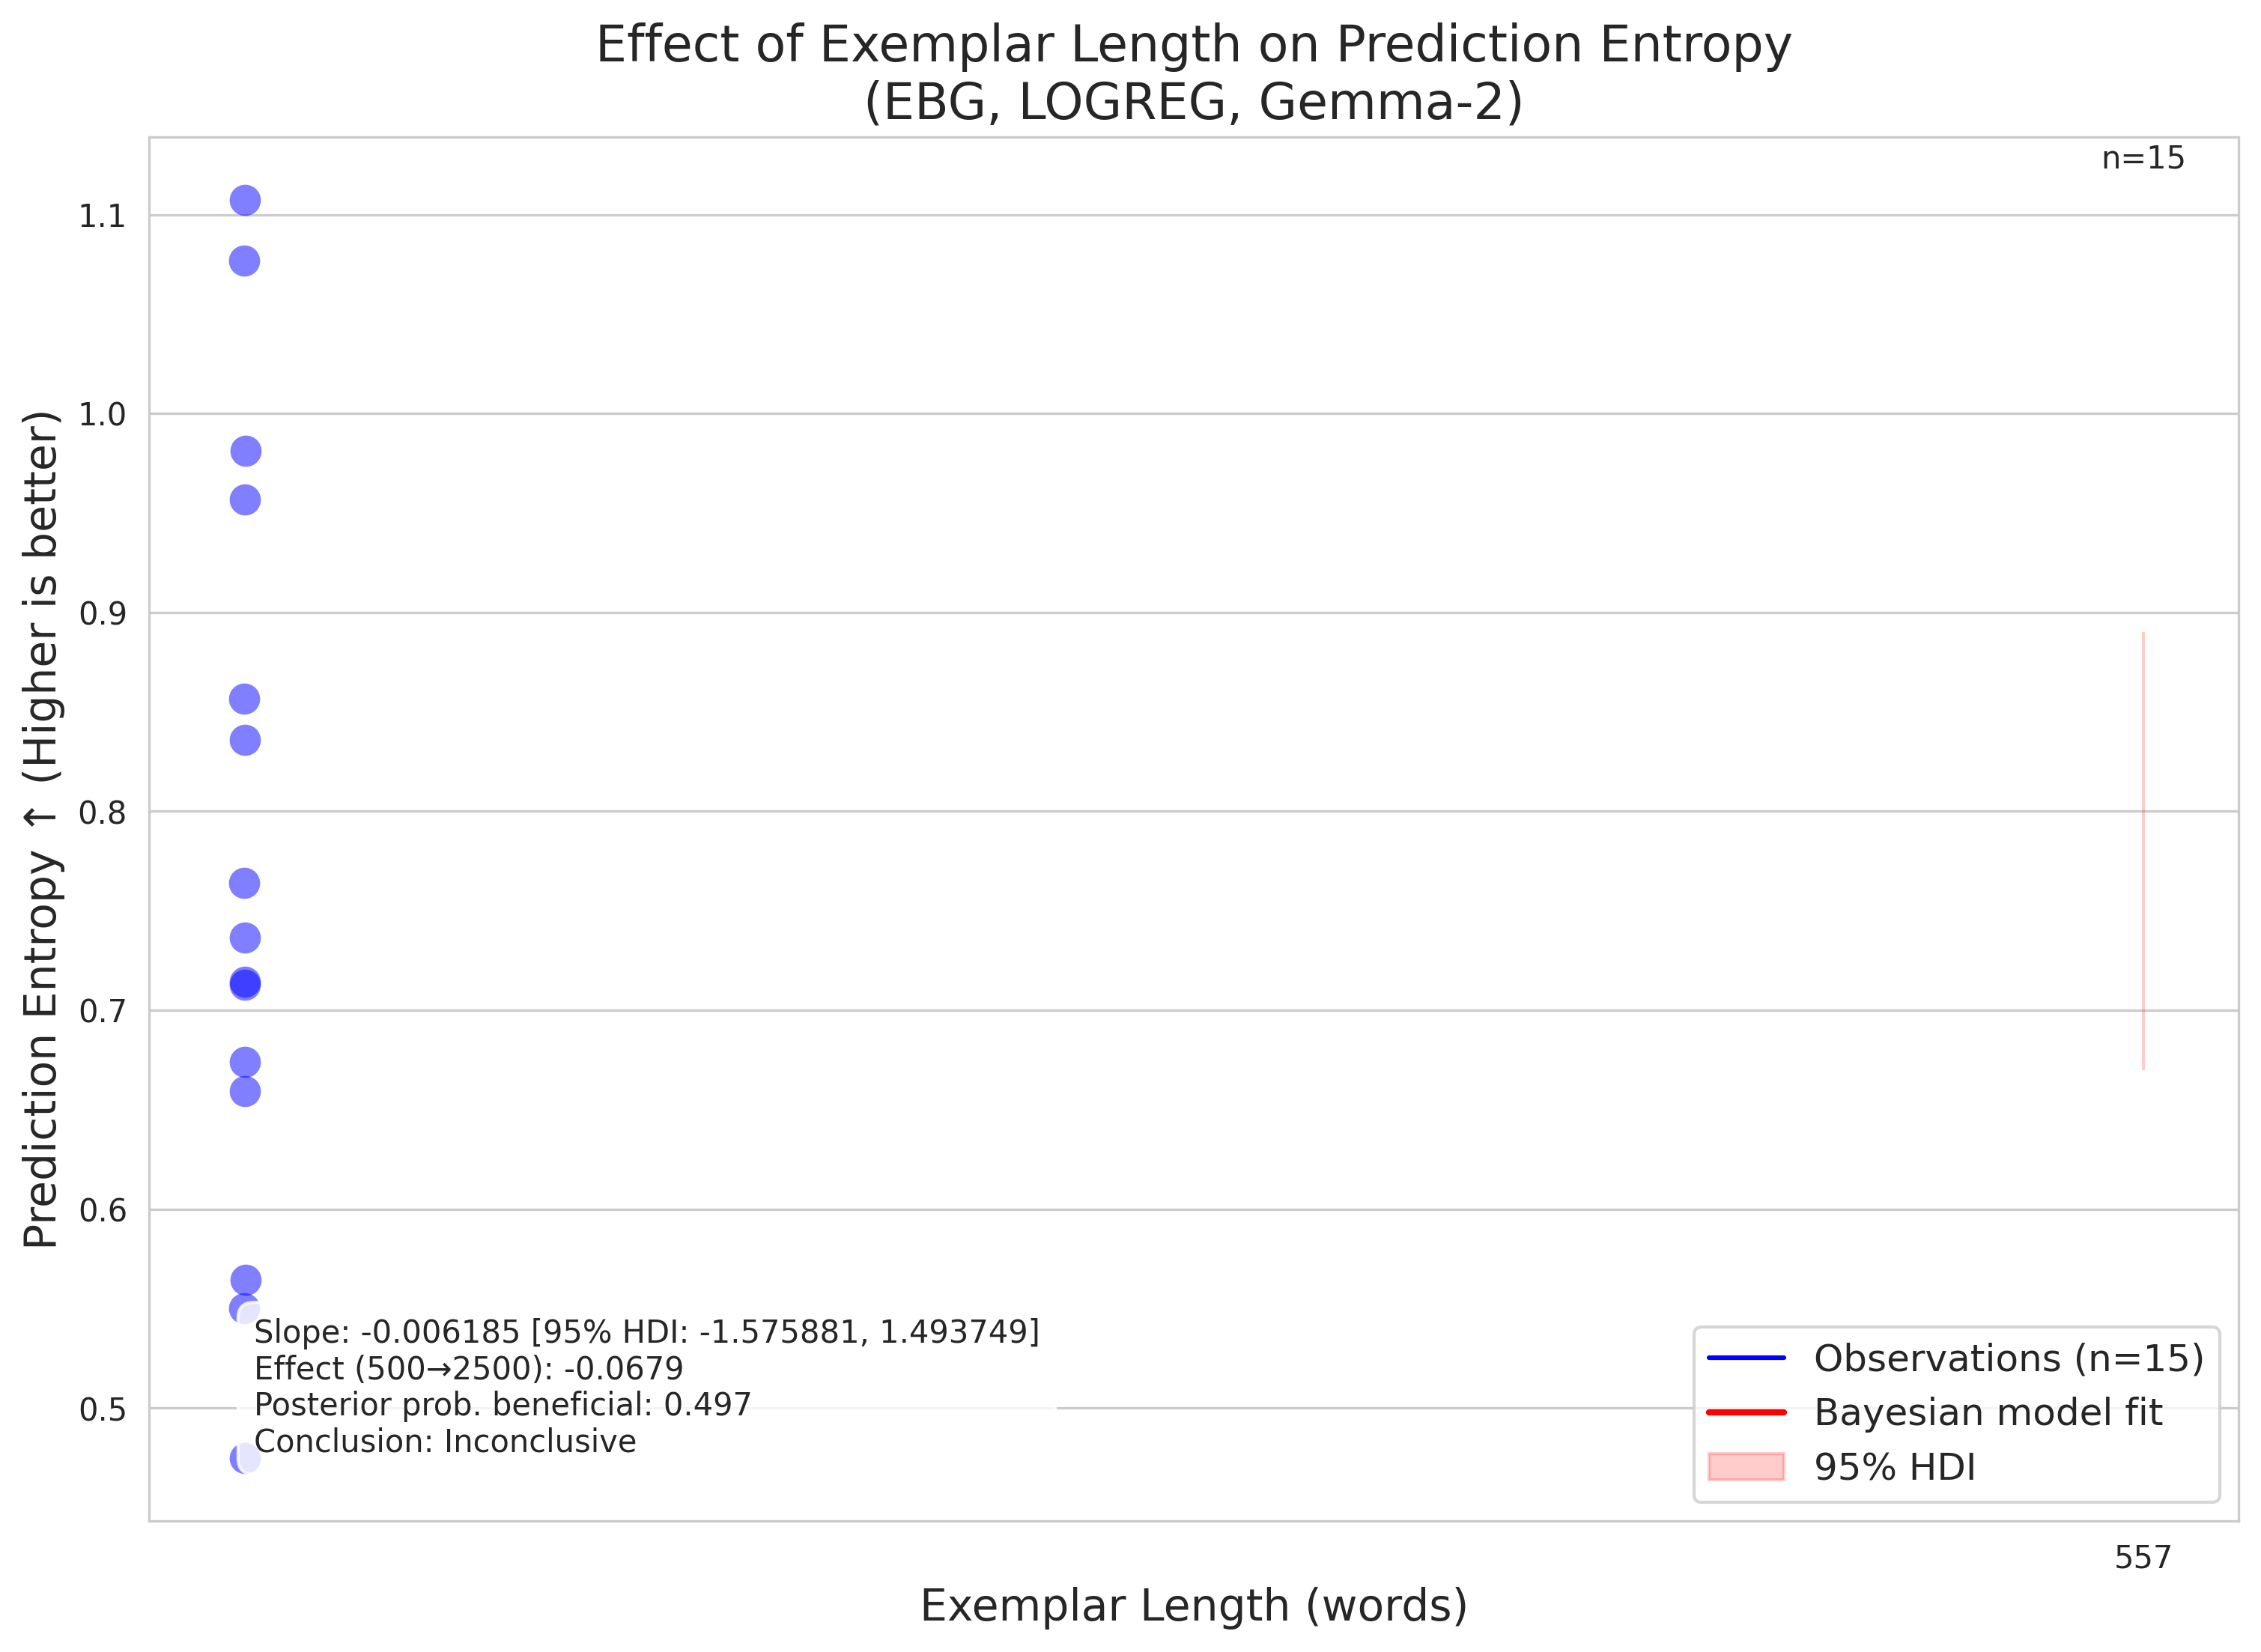 Effect of Exemplar Length on Prediction Entropy
(EBG, LOGREG, Gemma-2)
n=15
Prediction Entropy ↑ (Higher is better)
1.1
1.0
0.9
0.8
0.7
0.6
0.5
Slope: -0.006185 [95% HDI: -1.575881, 1.493749]
Effect (500→2500): -0.0679
Posterior prob. beneficial: 0.497
Conclusion: Inconclusive
Observations (n=15)
Bayesian model fit
95% HDI
557
Exemplar Length (words)